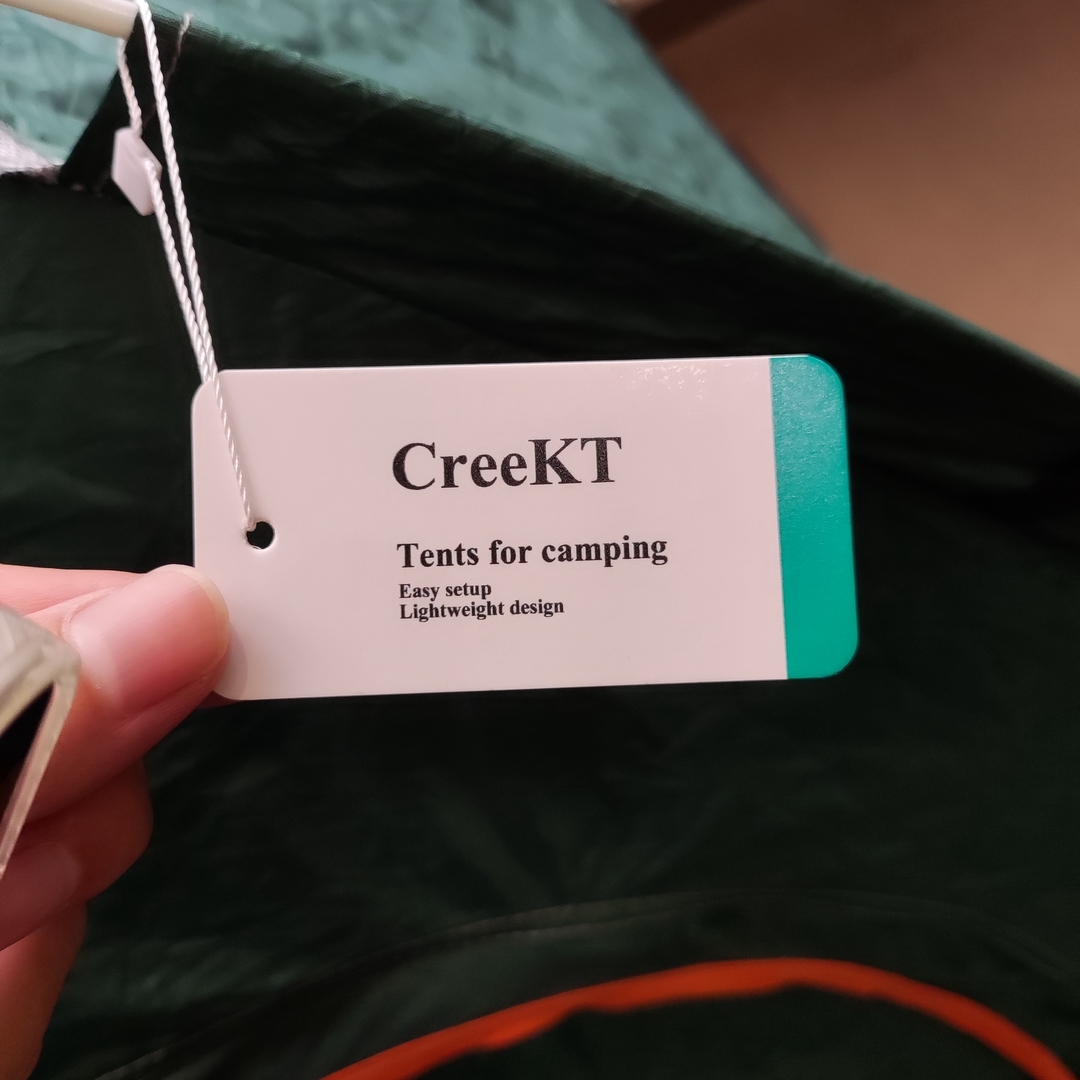 CreeKT
Tents for camping
Easy setup
Lightweight design